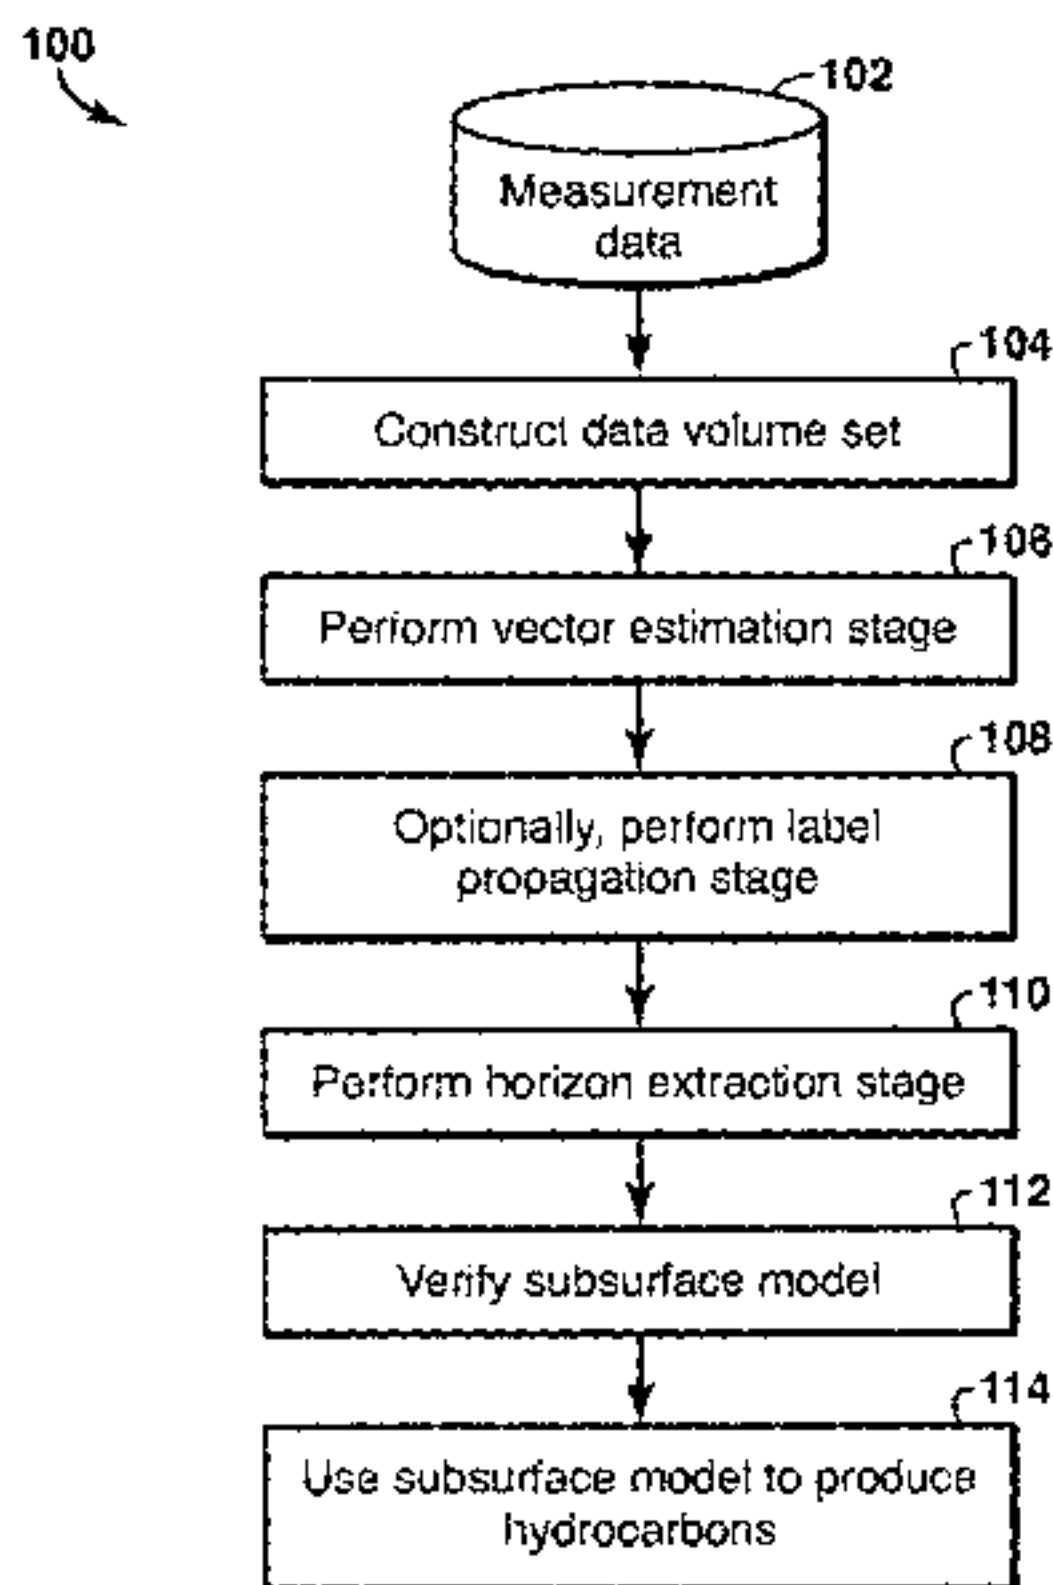 100
102
Measurement
data
104
Construct data volume set
106
Perform vector estimation stage
108
Optionally, perform label
propagation stage
110
Perform horizon extraction stage
112
Verify subsurface model
114
Use subsurface model to produce
hydrocarbons